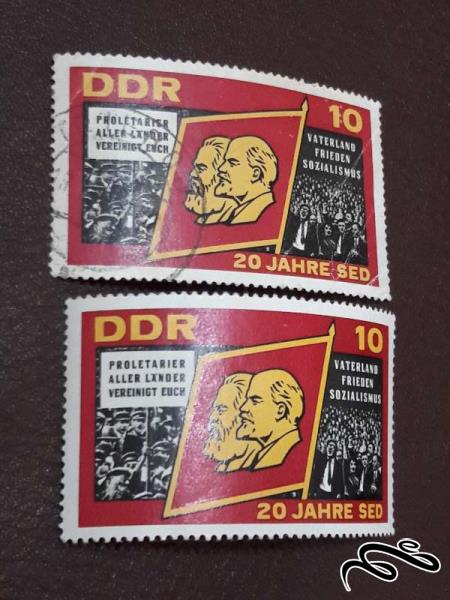 DDR
10
PROLETARIER
ALLER LÄNDER
VEREINIGT EUCH
VATERLAND
FRIEDEN
SOZIALISMUS
20 JAHRE SED
DDR
10
PROLETARIER
ALLER LÄNDER
VEREINIGT EUCH
VATERLAND
FRIEDEN
SOZIALISMUS
20 JAHRE SED